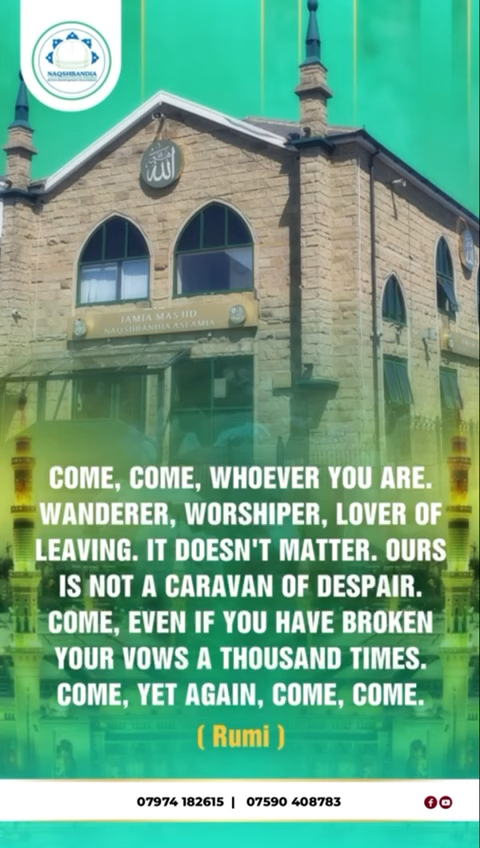 NAQSHBANDIA
الله
JAMIA MASJID
NAQSHBANDIA ASLAMIA
COME, COME, WHOEVER YOU ARE.
WANDERER, WORSHIPER, LOVER OF
LEAVING. IT DOESN'T MATTER. OURS
IS NOT A CARAVAN OF DESPAIR.
COME, EVEN IF YOU HAVE BROKEN
YOUR VOWS A THOUSAND TIMES.
COME, YET AGAIN, COME, COME.
( Rumi )
07974 182615 | 07590 408783